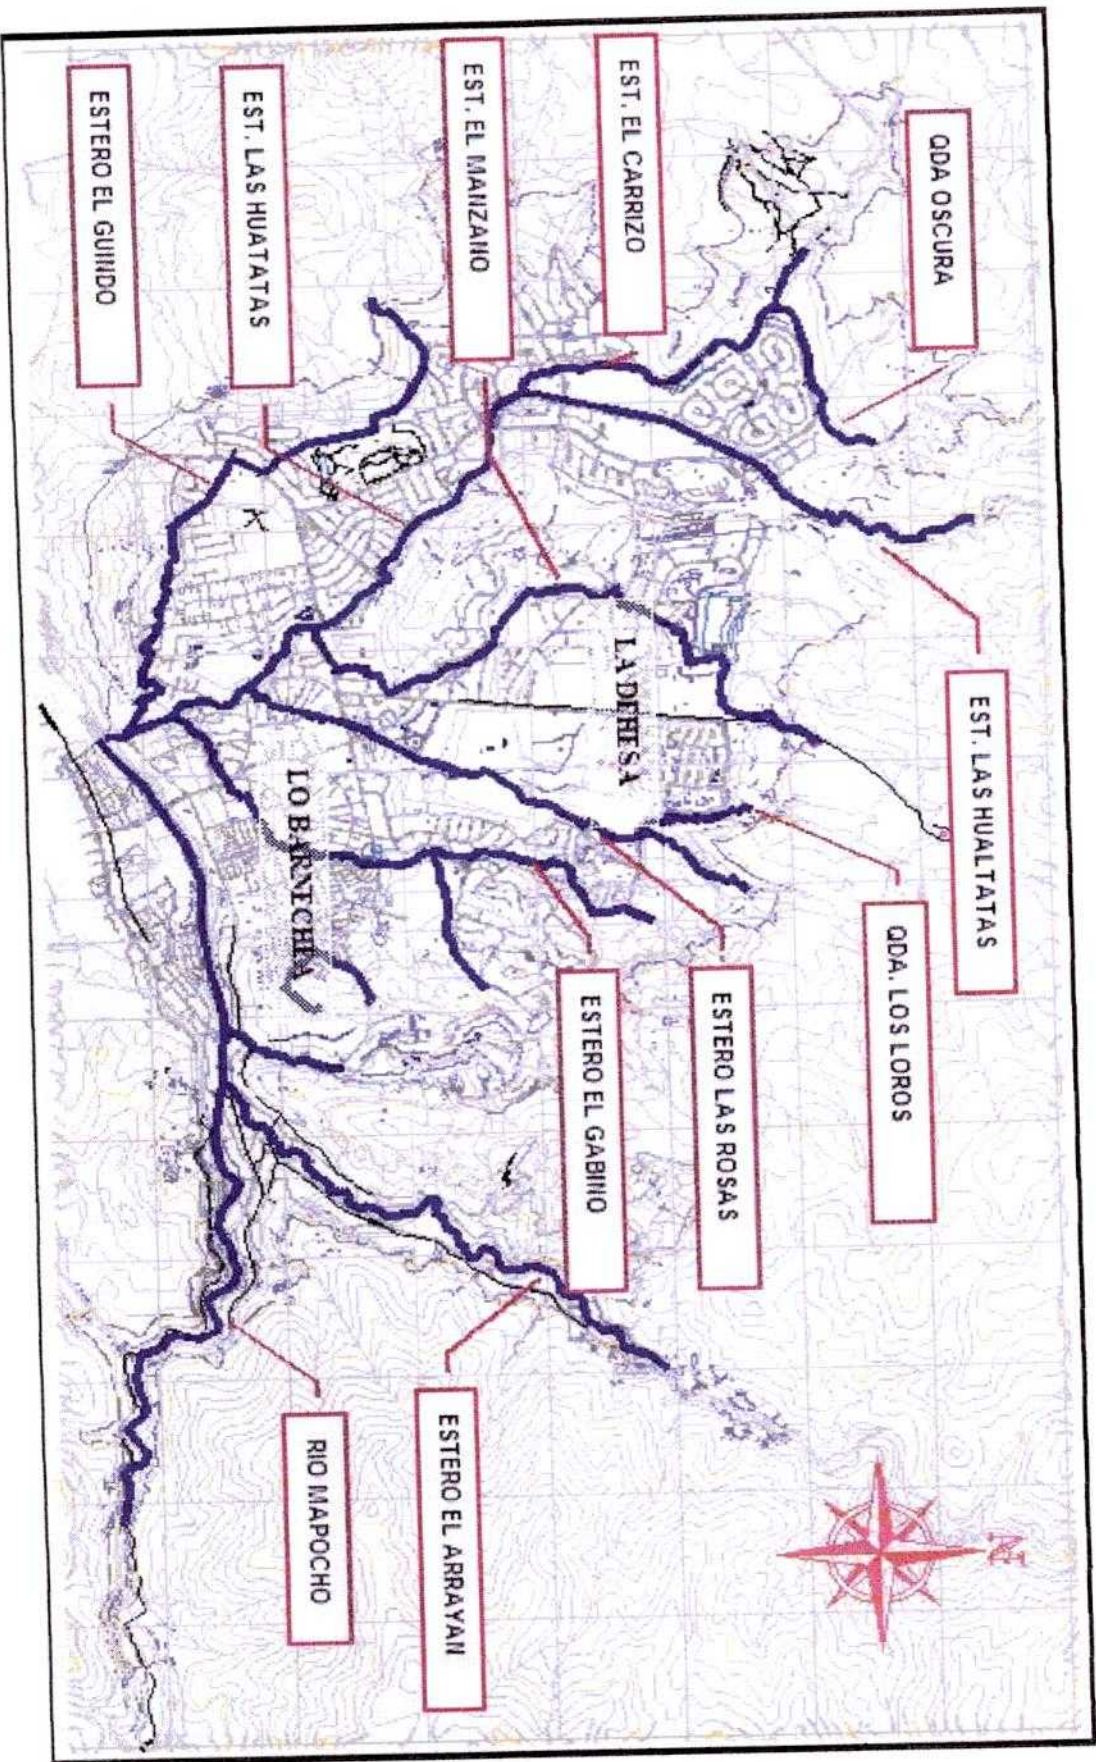 N
QDA OSCURA
EST. LAS HUALTATAS
QDA. LOS LOROS
EST. EL CARRIZO
LA DEHESA
ESTERO LAS ROSAS
EST. EL MANZANO
ESTERO EL GABINO
ESTERO EL ARRAYAN
EST. LAS HUATATAS
LO BARNECHEA
RIO MAPOCHO
ESTERO EL GUINDO